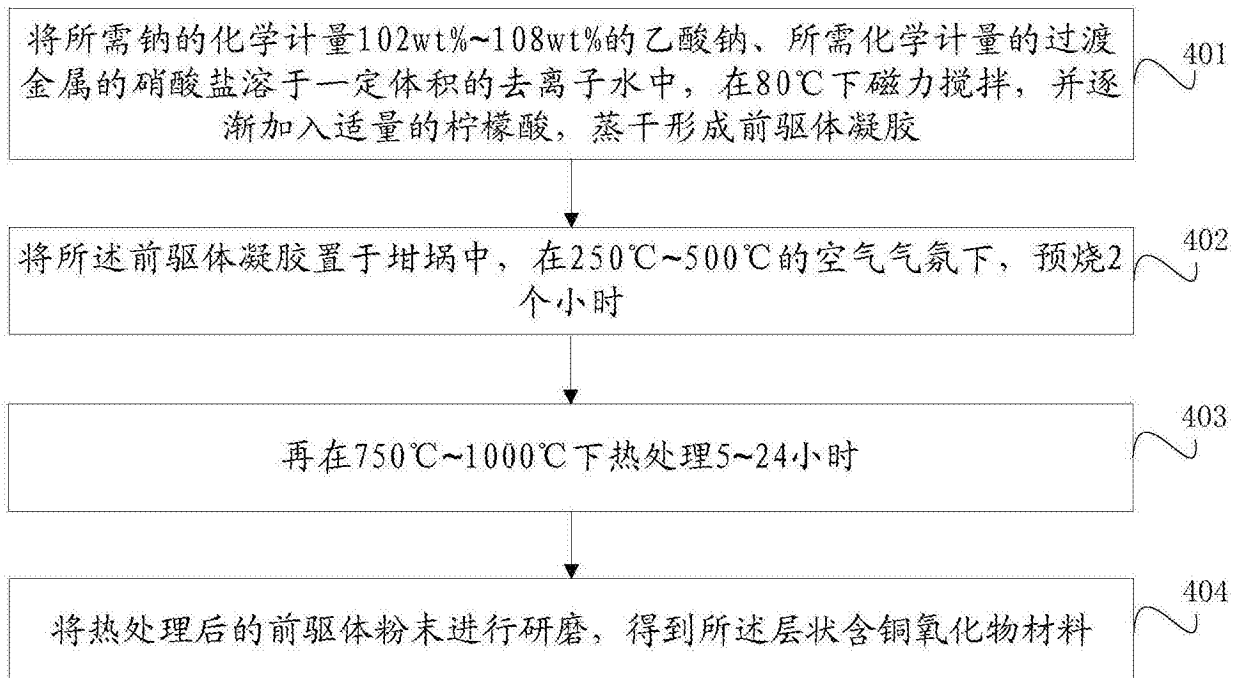 将所需钠的化学计量102wt%~108wt%的乙酸钠、所需化学计量的过渡
金属的硝酸盐溶于一定体积的去离子水中，在80℃下磁力搅拌，并逐
渐加入适量的柠檬酸，蒸干形成前驱体凝胶
401
将所述前驱体凝胶置于坩埚中，在250℃~500℃的空气气氛下，预烧2
个小时
402
再在750℃~1000℃下热处理5~24小时
403
将热处理后的前驱体粉末进行研磨，得到所述层状含铜氧化物材料
404